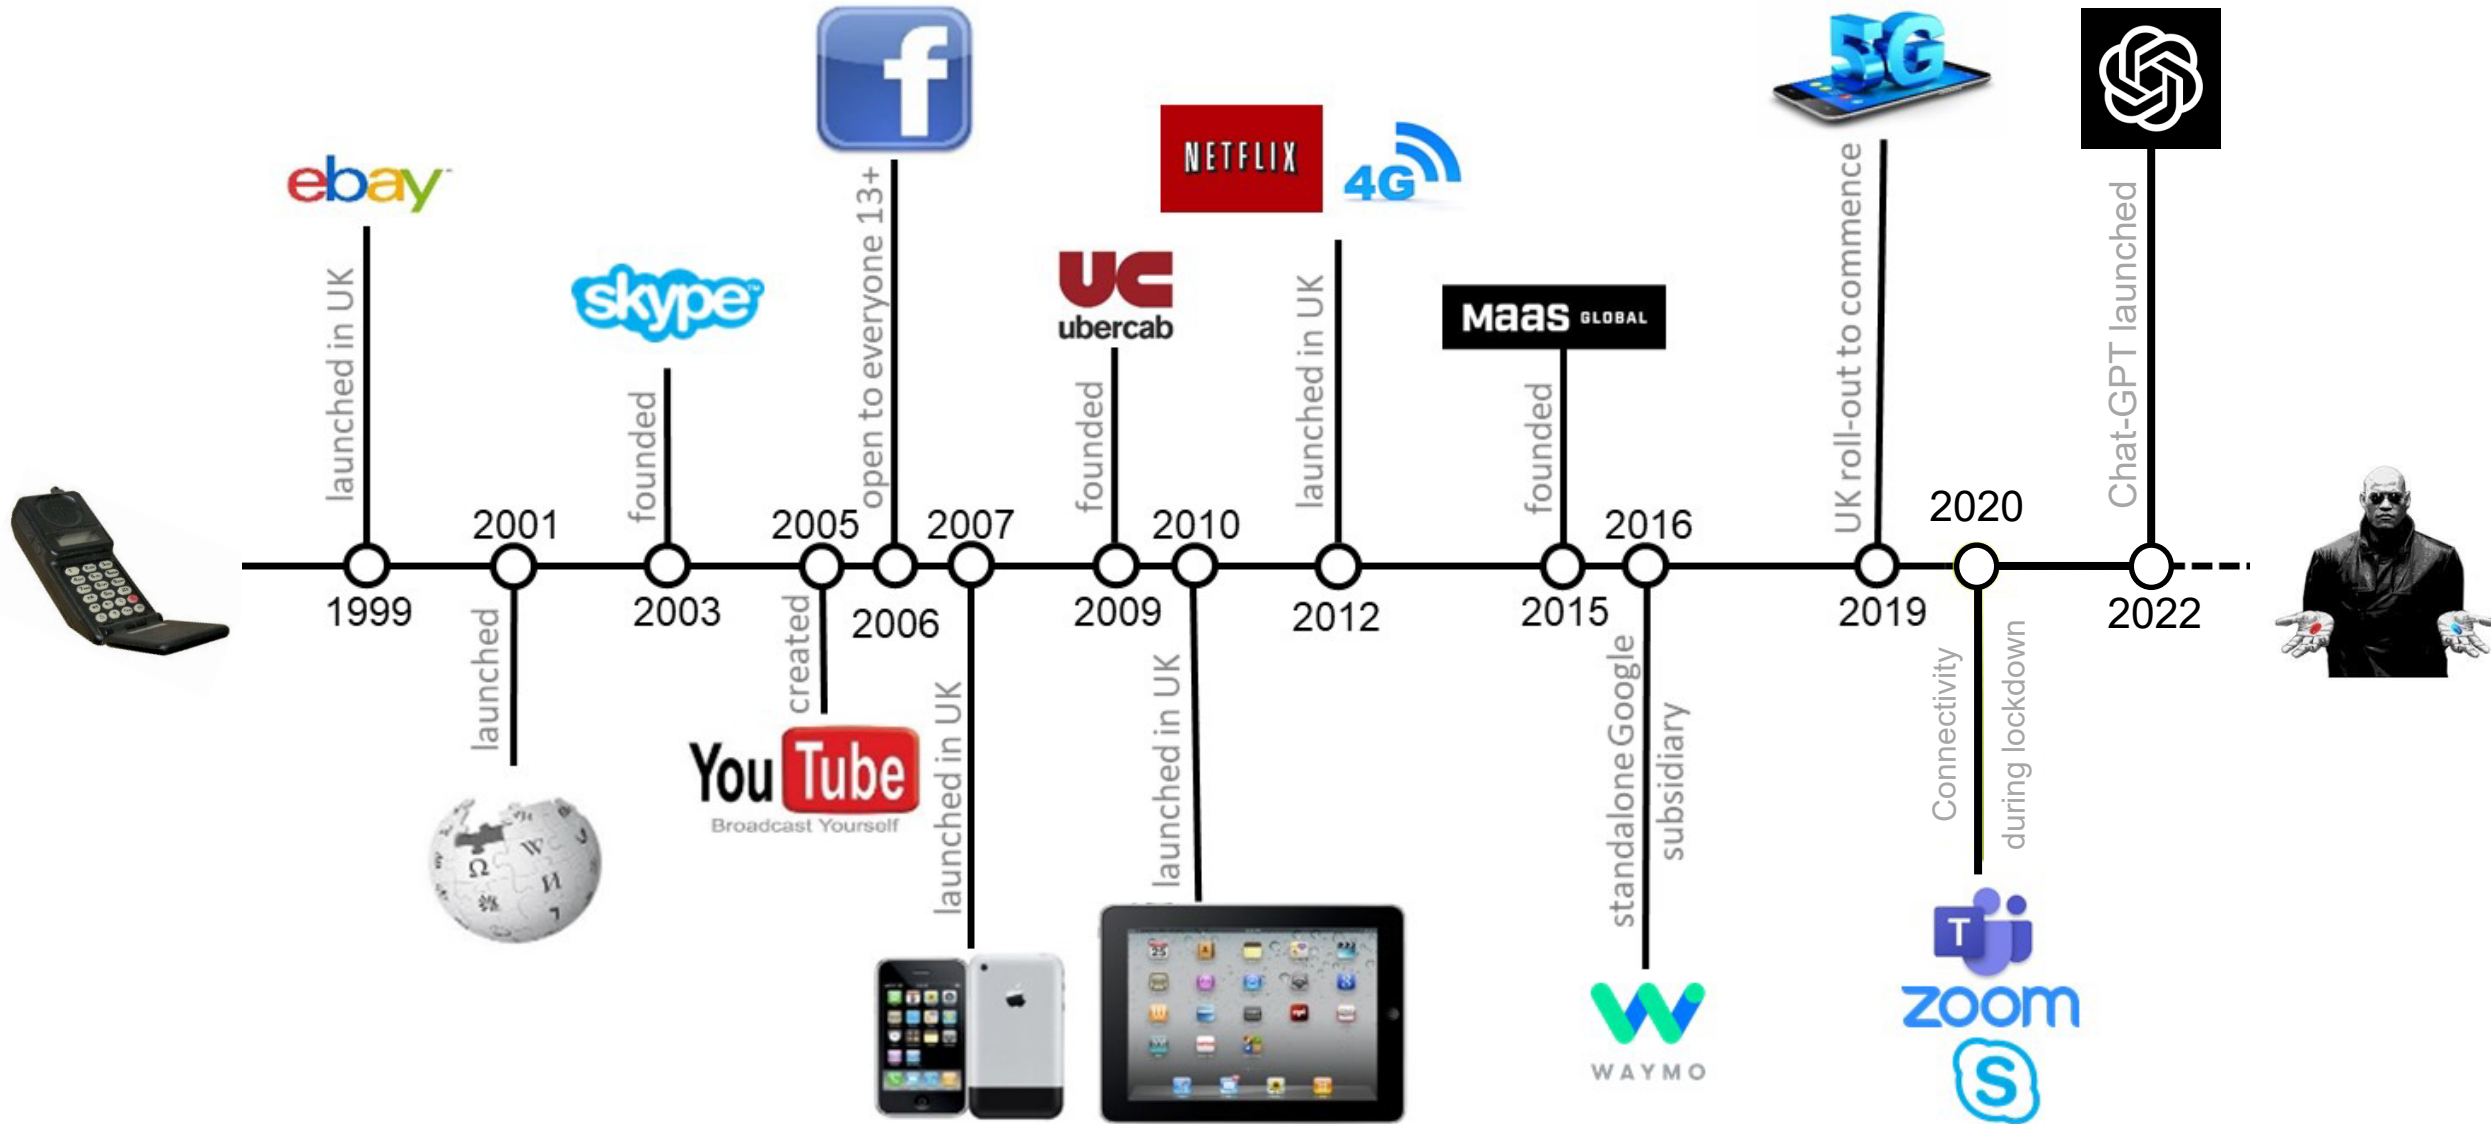 ebay™
launched in UK
1999
2001
launched
skype™
founded
2003
2005
created
You Tube
Broadcast Yourself
f
open to everyone 13+
2006
2007
launched in UK
UC
ubercab
founded
2009
2010
launched in UK
NETFLIX
4G
launched in UK
2012
MaaS GLOBAL
founded
2015
2016
standalone Google
subsidiary
WAYMO
5G
UK roll-out to commence
2019
2020
Connectivity
during lockdown
T
zoom
S
Chat-GPT launched
2022
Ω
W
И
25